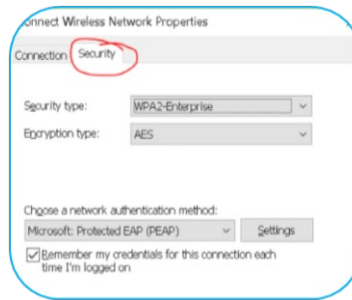 onnect Wireless Network Properties
Connection Security
Security type: WPA2-Enterprise
Encryption type: AES
Choose a network authentication method:
Microsoft: Protected EAP (PEAP) Settings
Remember my credentials for this connection each
time I'm logged on